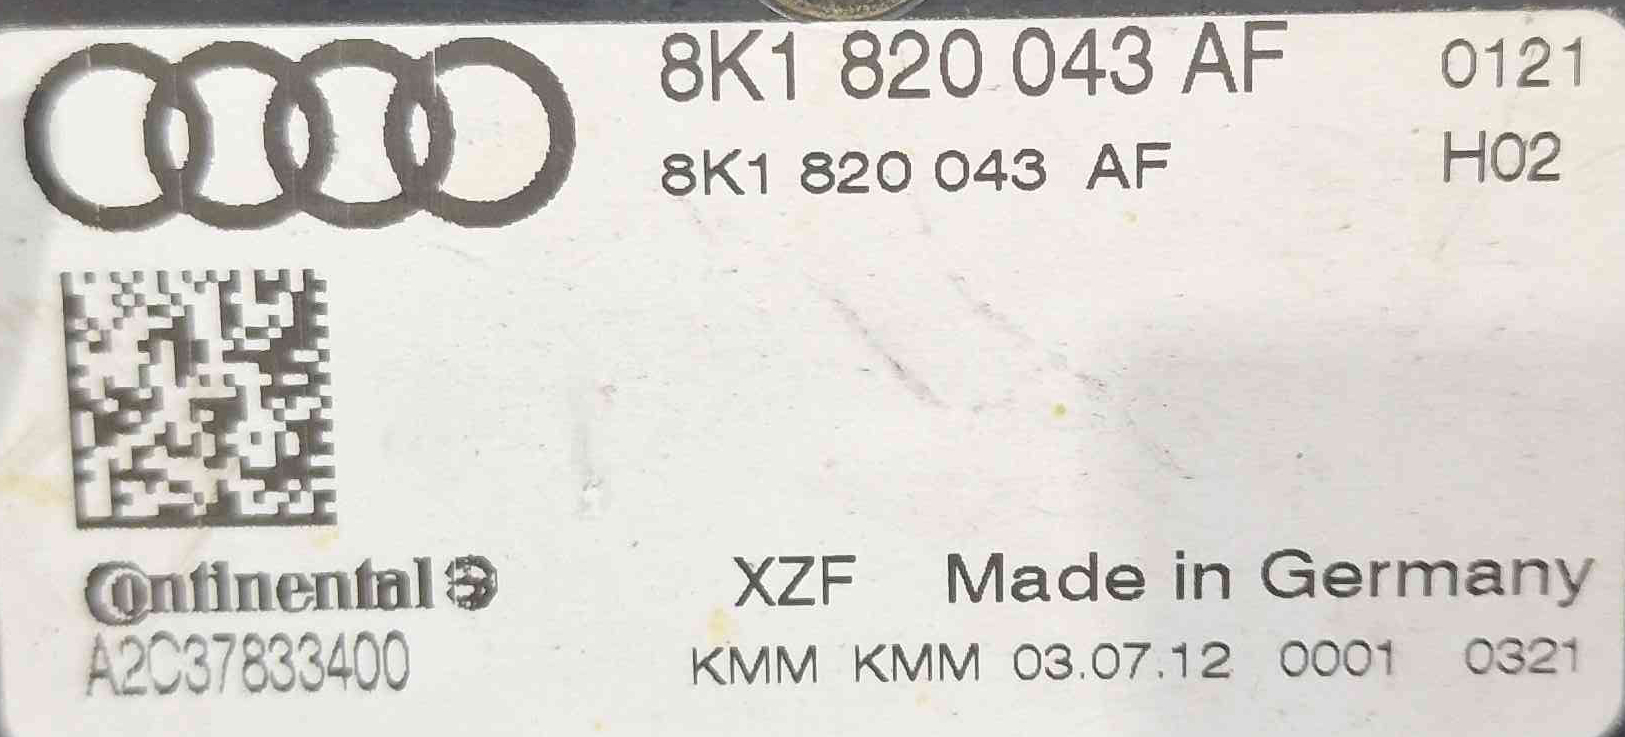 8K1 820 043 AF 0121
8K1 820 043 AF H02
Continental
A2C37833400
XZF Made in Germany
KMM KMM 03.07.12 0001 0321